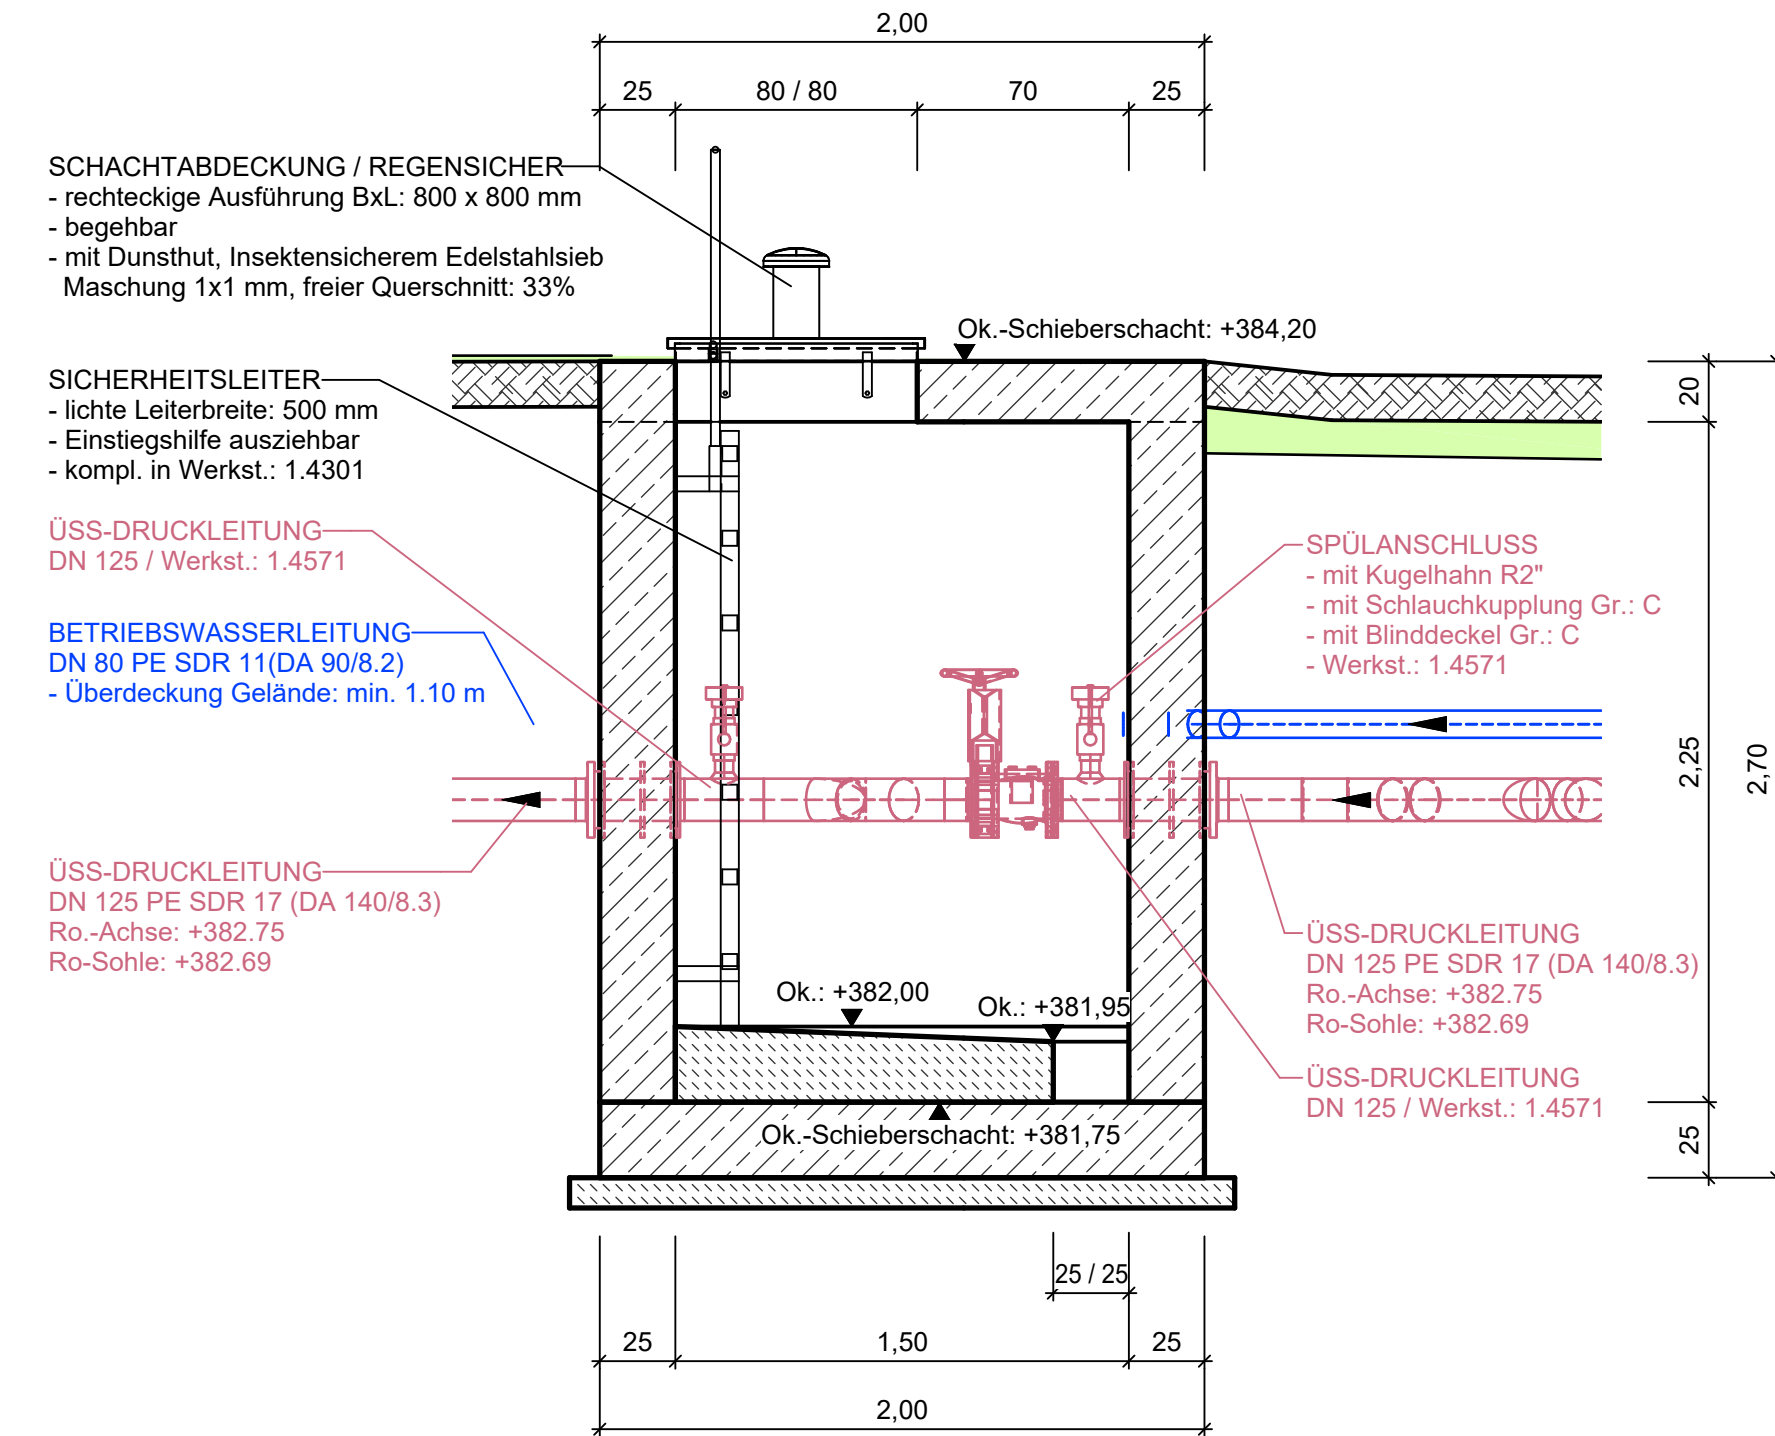 2,00
25
80 / 80
70
25
SCHACHTABDECKUNG / REGENSICHER
- rechteckige Ausführung BxL: 800 x 800 mm
- begehbar
- mit Dunsthut, Insektensicherem Edelstahlsieb
Maschung 1x1 mm, freier Querschnitt: 33%
Ok.-Schieberschacht: +384,20
SICHERHEITSLEITER
- lichte Leiterbreite: 500 mm
- Einstiegshilfe ausziehbar
- kompl. in Werkst.: 1.4301
20
ÜSS-DRUCKLEITUNG
DN 125 / Werkst.: 1.4571
SPÜLANSCHLUSS
- mit Kugelhahn R2"
- mit Schlauchkupplung Gr.: C
- mit Blinddeckel Gr.: C
- Werkst.: 1.4571
BETRIEBSWASSERLEITUNG
DN 80 PE SDR 11(DA 90/8.2)
- Überdeckung Gelände: min. 1.10 m
2,25
2,70
ÜSS-DRUCKLEITUNG
DN 125 PE SDR 17 (DA 140/8.3)
Ro.-Achse: +382.75
Ro-Sohle: +382.69
ÜSS-DRUCKLEITUNG
DN 125 PE SDR 17 (DA 140/8.3)
Ro.-Achse: +382.75
Ro-Sohle: +382.69
Ok.: +382,00
Ok.: +381,95
ÜSS-DRUCKLEITUNG
DN 125 / Werkst.: 1.4571
Ok.-Schieberschacht: +381,75
25
25 / 25
25
1,50
25
2,00